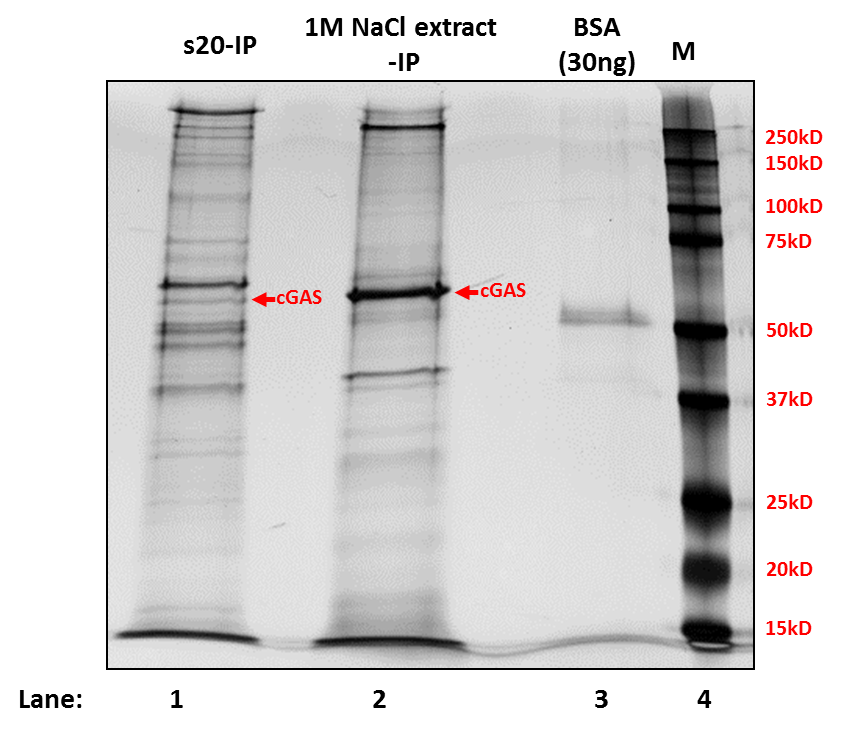 s20-IP
1M NaCl extract
-IP
BSA
(30ng)
M
250kD
150kD
100kD
75kD
cGAS
cGAS
50kD
37kD
25kD
20kD
15kD
Lane: 1 2 3 4